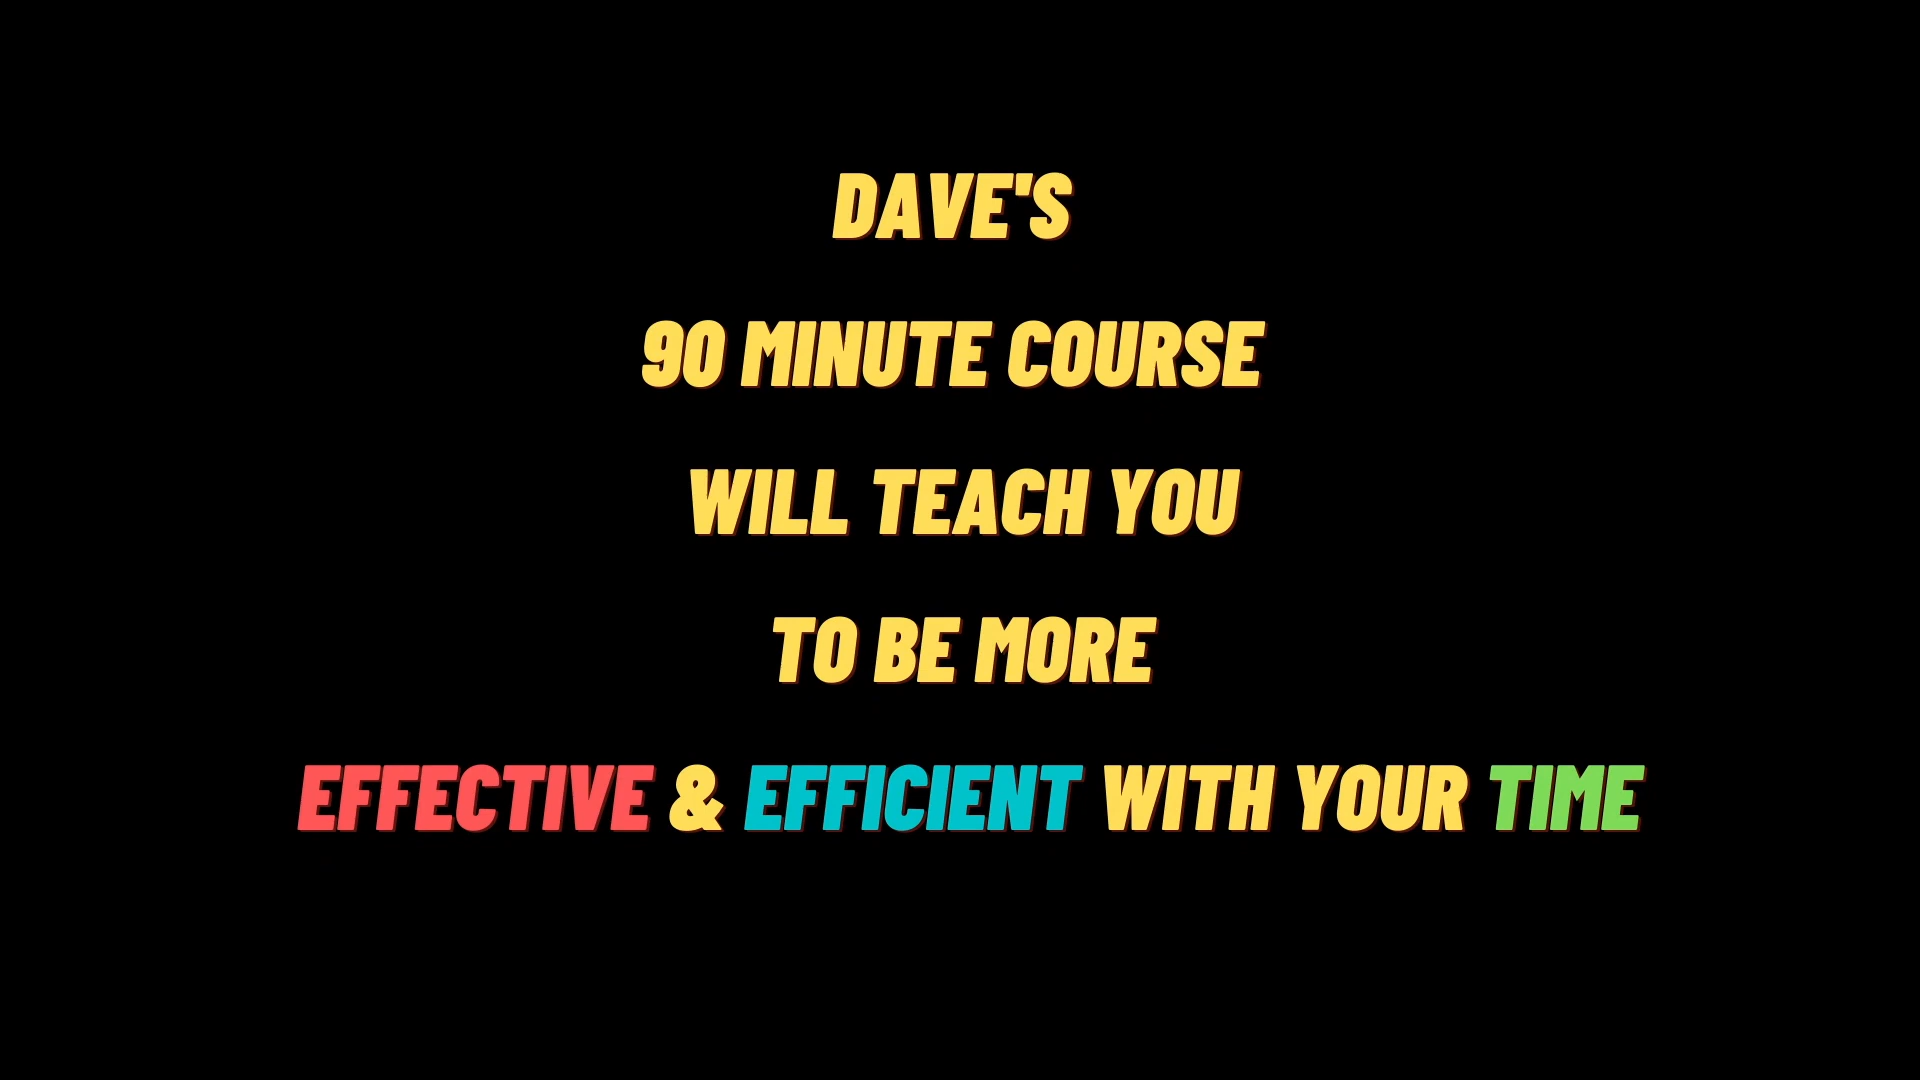 DAVE'S
90 MINUTE COURSE
WILL TEACH YOU
TO BE MORE
EFFECTIVE & EFFICIENT WITH YOUR TIME